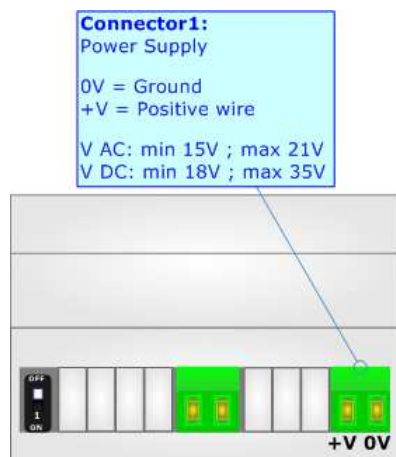 Connector1:
Power Supply
0V = Ground
+V = Positive wire
V AC: min 15V ; max 21V
V DC: min 18V ; max 35V
OFF
1
ON
+V 0V